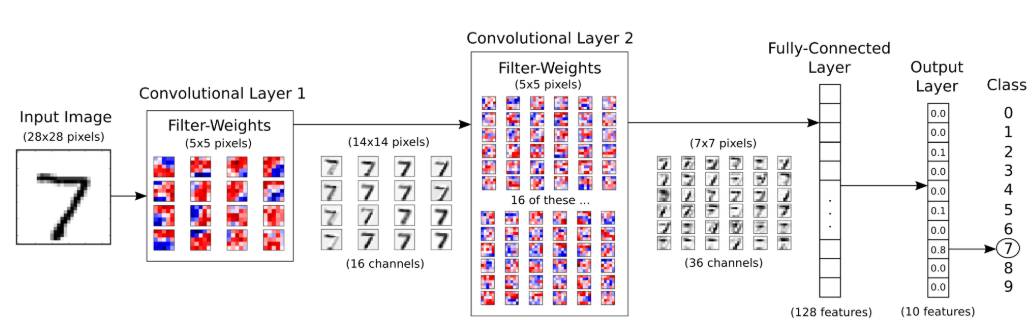 Input Image
(28x28 pixels)
Convolutional Layer 1
Filter-Weights
(5x5 pixels)
(14x14 pixels)
(16 channels)
Convolutional Layer 2
Filter-Weights
(5x5 pixels)
16 of these ...
(7x7 pixels)
(36 channels)
Fully-Connected
Layer
(128 features)
Output
Layer
0.0
0.0
0.1
0.0
0.0
0.1
0.0
0.8
0.0
0.0
(10 features)
Class
0
1
2
3
4
5
6
7
8
9